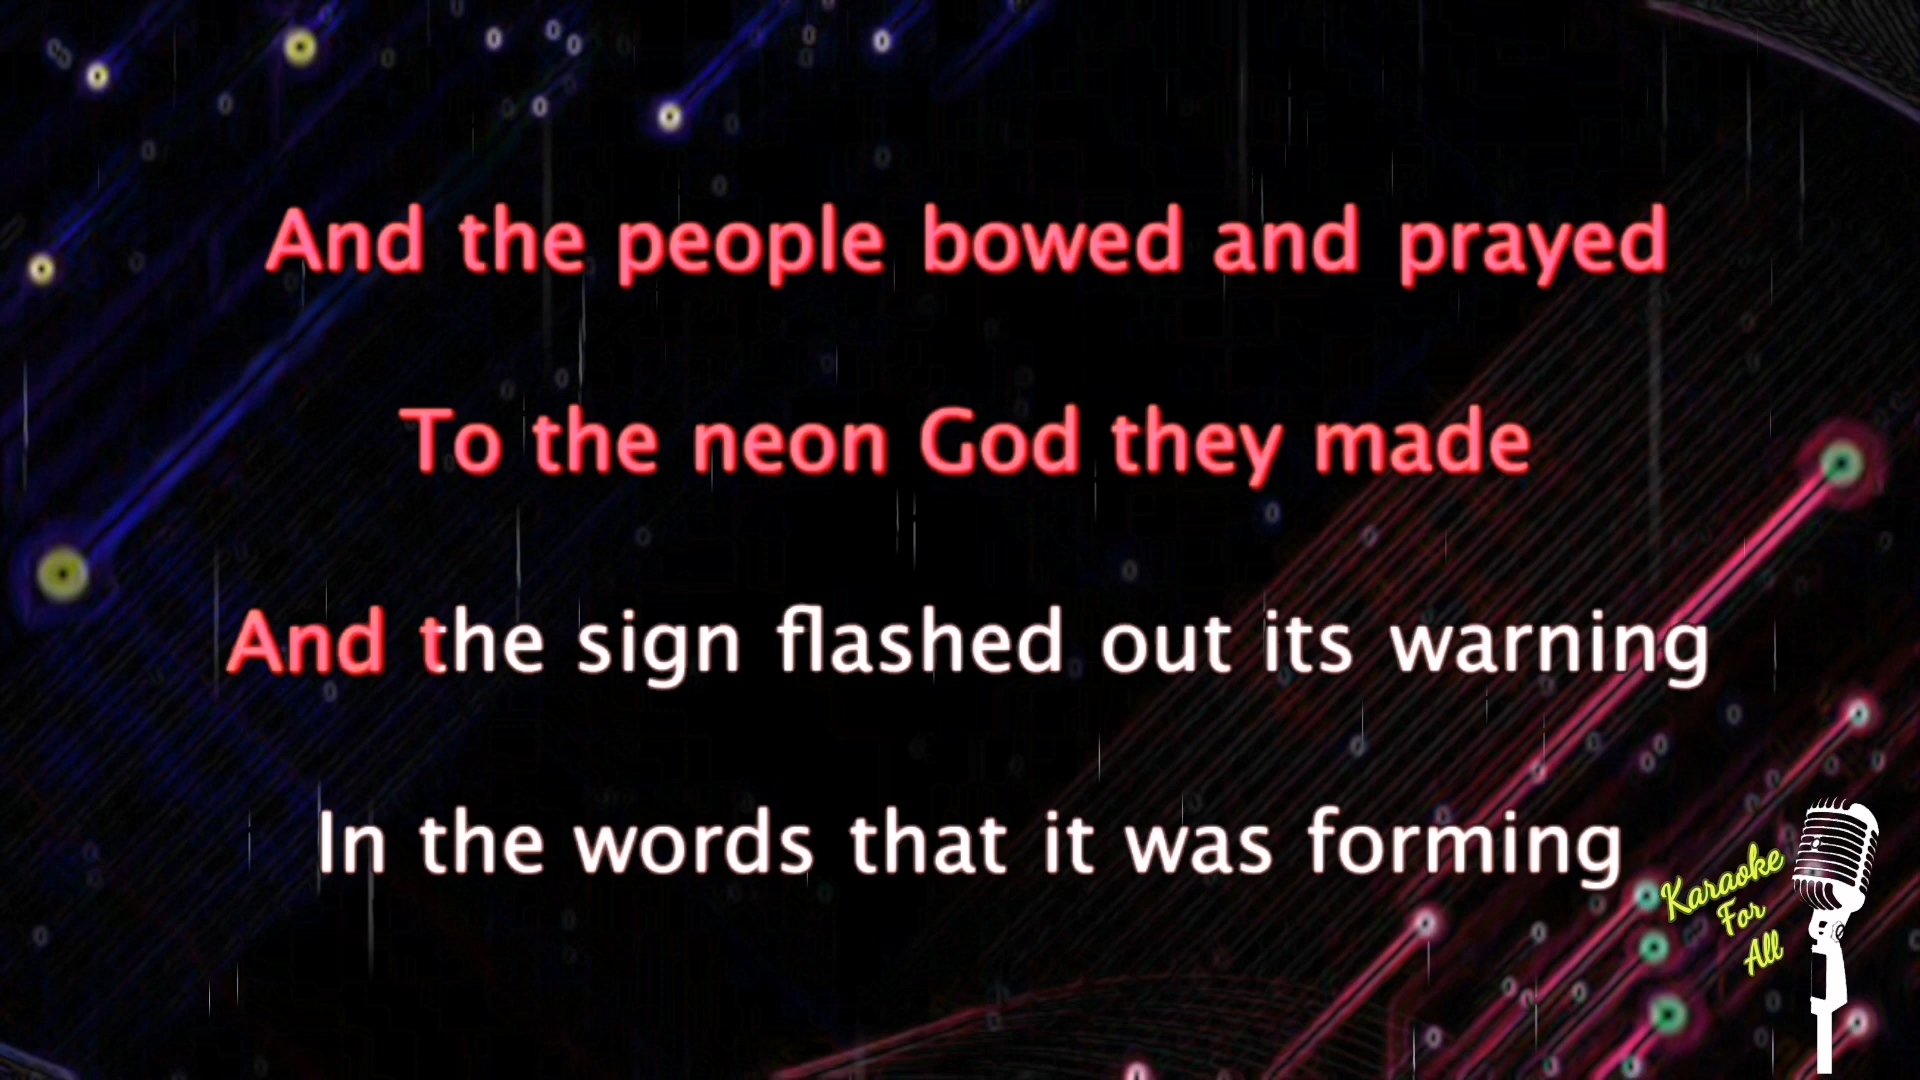 And the people bowed and prayed
To the neon God they made
And the sign flashed out its warning
In the words that it was forming
Karaoke
For
All